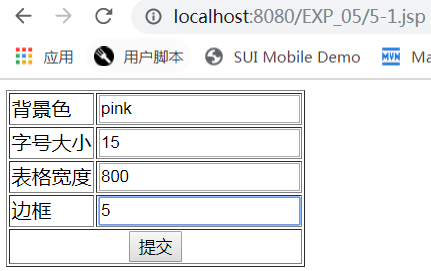 localhost:8080/EXP_05/5-1.jsp
应用 用户脚本 SUI Mobile Demo MVN Ma
背景色 pink
字号大小 15
表格宽度 800
边框 5
提交